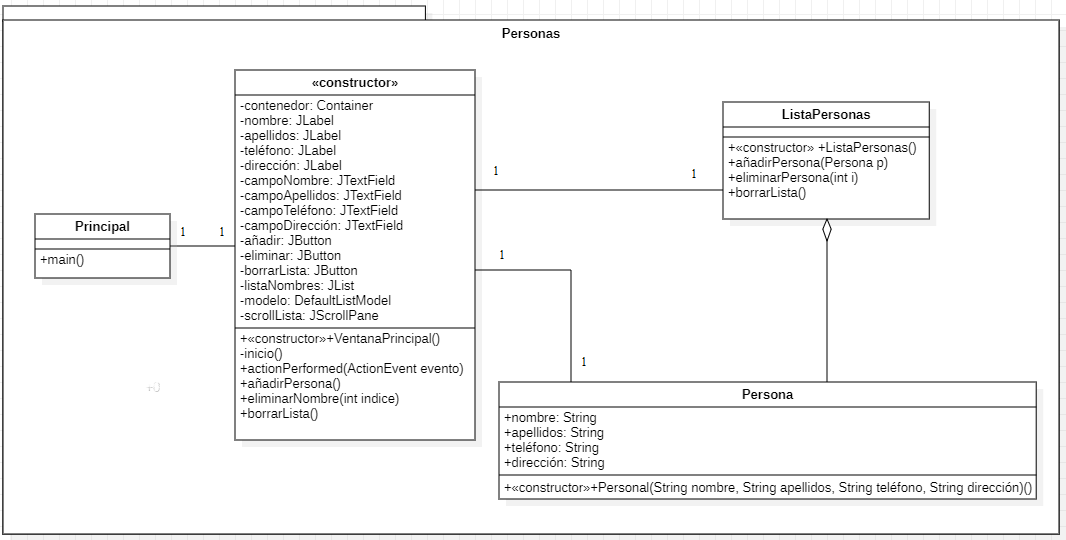 Personas
«constructor»
-contenedor: Container
-nombre: JLabel
-apellidos: JLabel
-teléfono: JLabel
-dirección: JLabel
-campoNombre: JTextField
-campoApellidos: JTextField
-campoTeléfono: JTextField
-campoDirección: JTextField
-añadir: JButton
-eliminar: JButton
-borrarLista: JButton
-listaNombres: JList
-modelo: DefaultListModel
-scrollLista: JScrollPane
+«constructor»+VentanaPrincipal()
-inicio()
+actionPerformed(ActionEvent evento)
+añadirPersona()
+eliminarNombre(int indice)
+borrarLista()
ListaPersonas
+«constructor» +ListaPersonas()
+añadirPersona(Persona p)
+eliminarPersona(int i)
+borrarLista()
1
1
Principal
+main()
1
1
1
1
Persona
+nombre: String
+apellidos: String
+teléfono: String
+dirección: String
+«constructor»+Personal(String nombre, String apellidos, String teléfono, String dirección)()